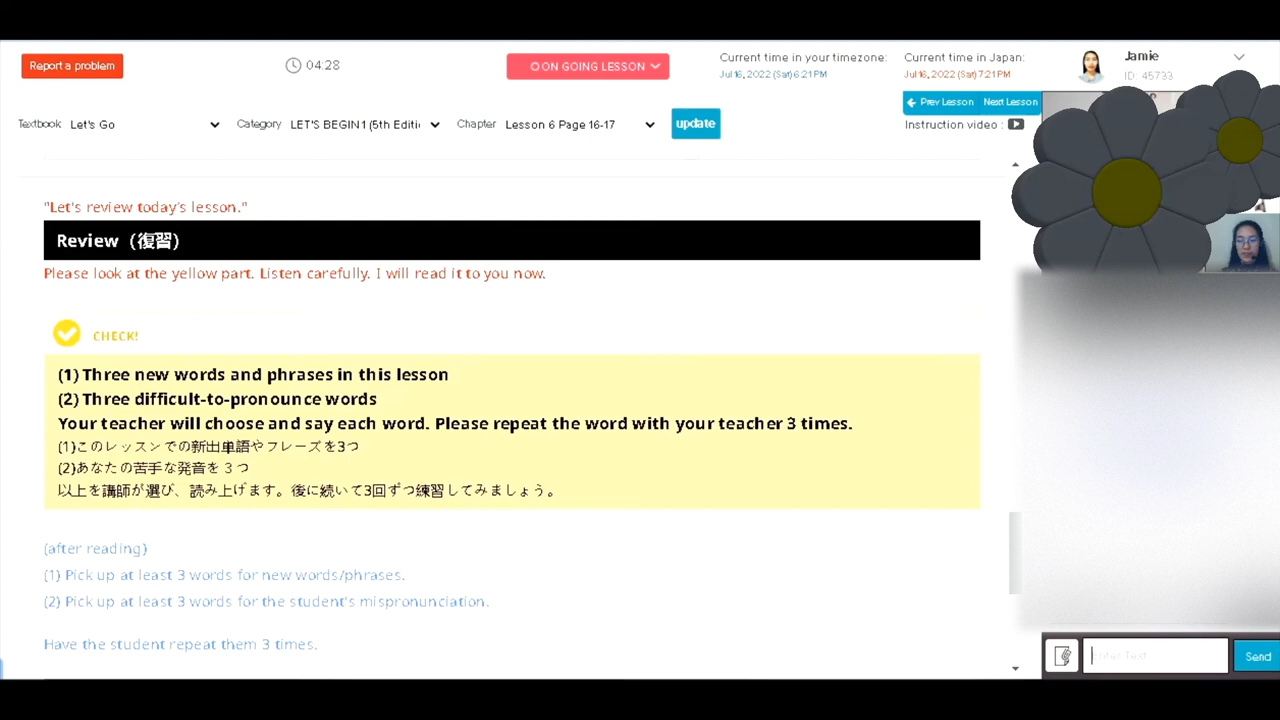 Report a problem
04:28
ON GOING LESSON
Current time in your timezone:
Jul 16, 2022 (Sat) 6:21 PM
Current time in Japan:
Jul 16, 2022 (Sat) 7:21 PM
Jamie
ID: 45733
Prev Lesson Next Lesson
Textbook Let's Go
Category LET'S BEGIN 1 (5th Editi
Chapter Lesson 6 Page 16-17
update
Instruction video :
"Let's review today's lesson."
Review（復習）
Please look at the yellow part. Listen carefully. I will read it to you now.
CHECK!
(1) Three new words and phrases in this lesson
(2) Three difficult-to-pronounce words
Your teacher will choose and say each word. Please repeat the word with your teacher 3 times.
(1)このレッスンでの新出単語やフレーズを3つ
(2)あなたの苦手な発音を３つ
以上を講師が選び、読み上げます。後に続いて3回ずつ練習してみましょう。
(after reading)
(1) Pick up at least 3 words for new words/phrases.
(2) Pick up at least 3 words for the student's mispronunciation.
Have the student repeat them 3 times.
Enter Text
Send